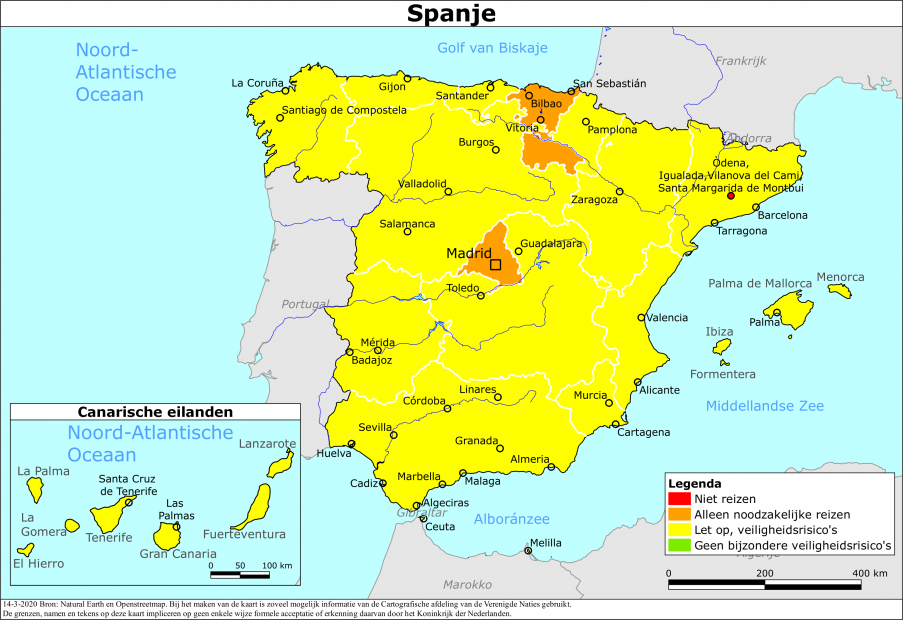 Spanje
Noord-
Atlantische
Oceaan
Golf van Biskaje
Frankrijk
La Coruña
Gijon
Santander
San Sebastián
Bilbao
Santiago de Compostela
Vitoria
Pamplona
Andorra
Burgos
Òdena,
Igualada,Vilanova del Cami,
Santa Margarida de Montbui
Valladolid
Zaragoza
Barcelona
Salamanca
Tarragona
Madrid
Guadalajara
Menorca
Palma de Mallorca
Toledo
Portugal
Valencia
Palma
Ibiza
Mérida
Badajoz
Formentera
Linares
Murcia
Alicante
Córdoba
Middellandse Zee
Canarische eilanden
Sevilla
Cartagena
Noord-Atlantische
Oceaan
Granada
Lanzarote
Huelva
Almeria
La Palma
Santa Cruz
de Tenerife
Cadiz
Marbella
Malaga
Legenda
Niet reizen
Las
Palmas
Algeciras
Gibraltar
Alleen noodzakelijke reizen
La
Gomera
Ceuta
Alboránzee
Let op, veiligheidsrisico's
Tenerife
Fuerteventura
Melilla
Geen bijzondere veiligheidsrisico's
Gran Canaria
Algerije
El Hierro
0 50 100 km
Marokko
0 200 400 km
14-3-2020 Bron: Natural Earth en Openstreetmap. Bij het maken van de kaart is zoveel mogelijk informatie van de Cartografische afdeling van de Verenigde Naties gebruikt.
De grenzen, namen en tekens op deze kaart impliceren op geen enkele wijze formele acceptatie of erkenning daarvan door het Koninkrijk der Nederlanden.